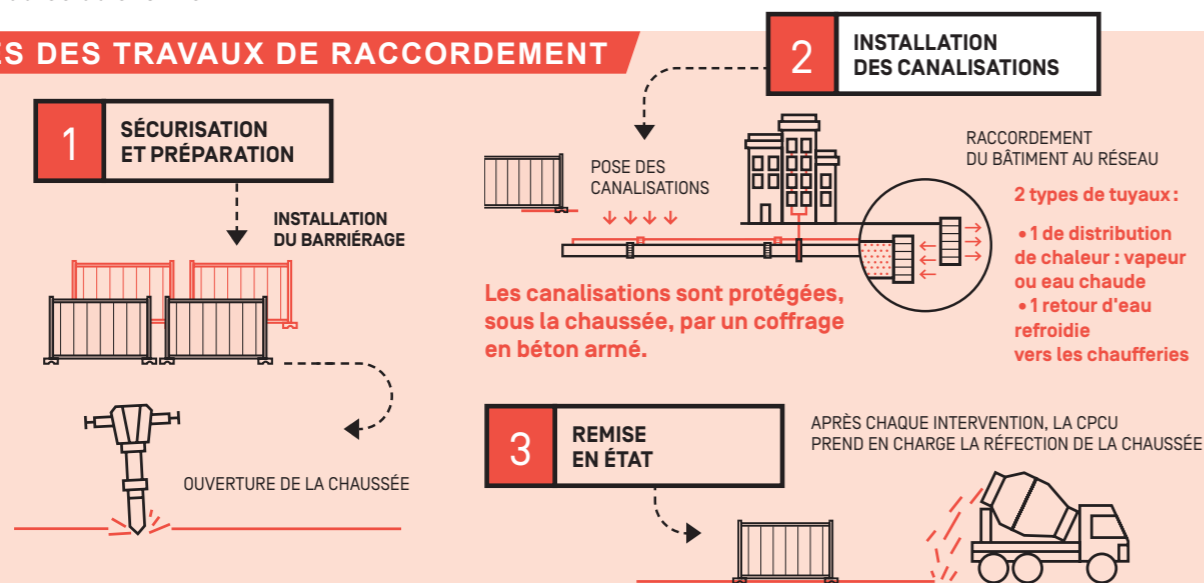 DES TRAVAUX DE RACCORDEMENT
1
SÉCURISATION
ET PRÉPARATION
INSTALLATION
DU BARRIÉRAGE
OUVERTURE DE LA CHAUSSÉE
2
INSTALLATION
DES CANALISATIONS
POSE DES
CANALISATIONS
RACCORDEMENT
DU BÂTIMENT AU RÉSEAU
2 types de tuyaux :
• 1 de distribution
de chaleur : vapeur
ou eau chaude
• 1 retour d'eau
refroidie
vers les chaufferies
Les canalisations sont protégées,
sous la chaussée, par un coffrage
en béton armé.
3
REMISE
EN ÉTAT
APRÈS CHAQUE INTERVENTION, LA CPCU
PREND EN CHARGE LA RÉFECTION DE LA CHAUSSÉE